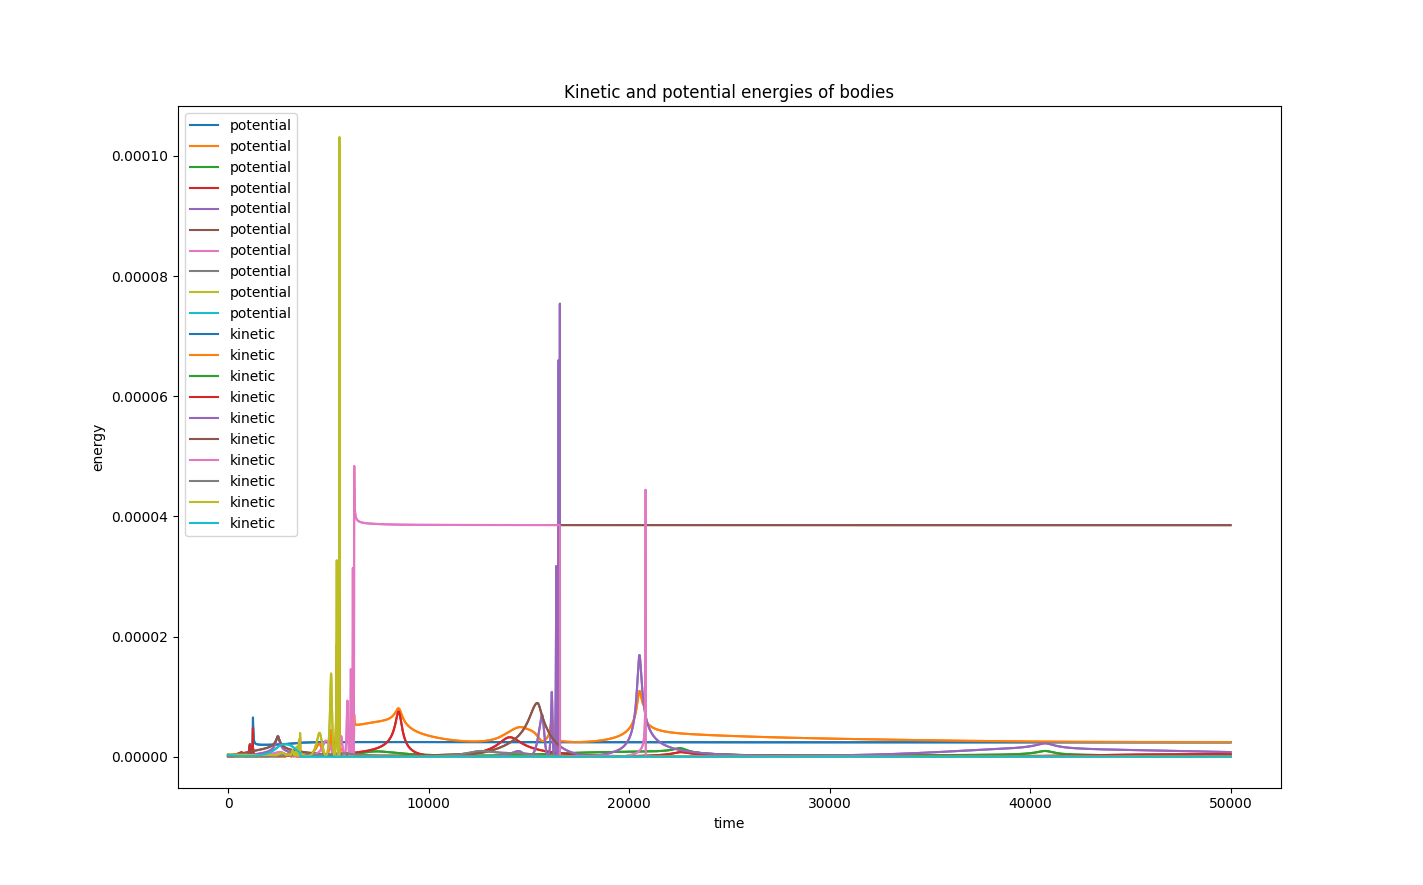 Kinetic and potential energies of bodies
potential
potential
potential
potential
potential
potential
potential
potential
potential
potential
kinetic
kinetic
kinetic
kinetic
kinetic
kinetic
kinetic
kinetic
kinetic
kinetic
0.00010
0.00008
0.00006
0.00004
0.00002
0.00000
energy
0 10000 20000 30000 40000 50000
time